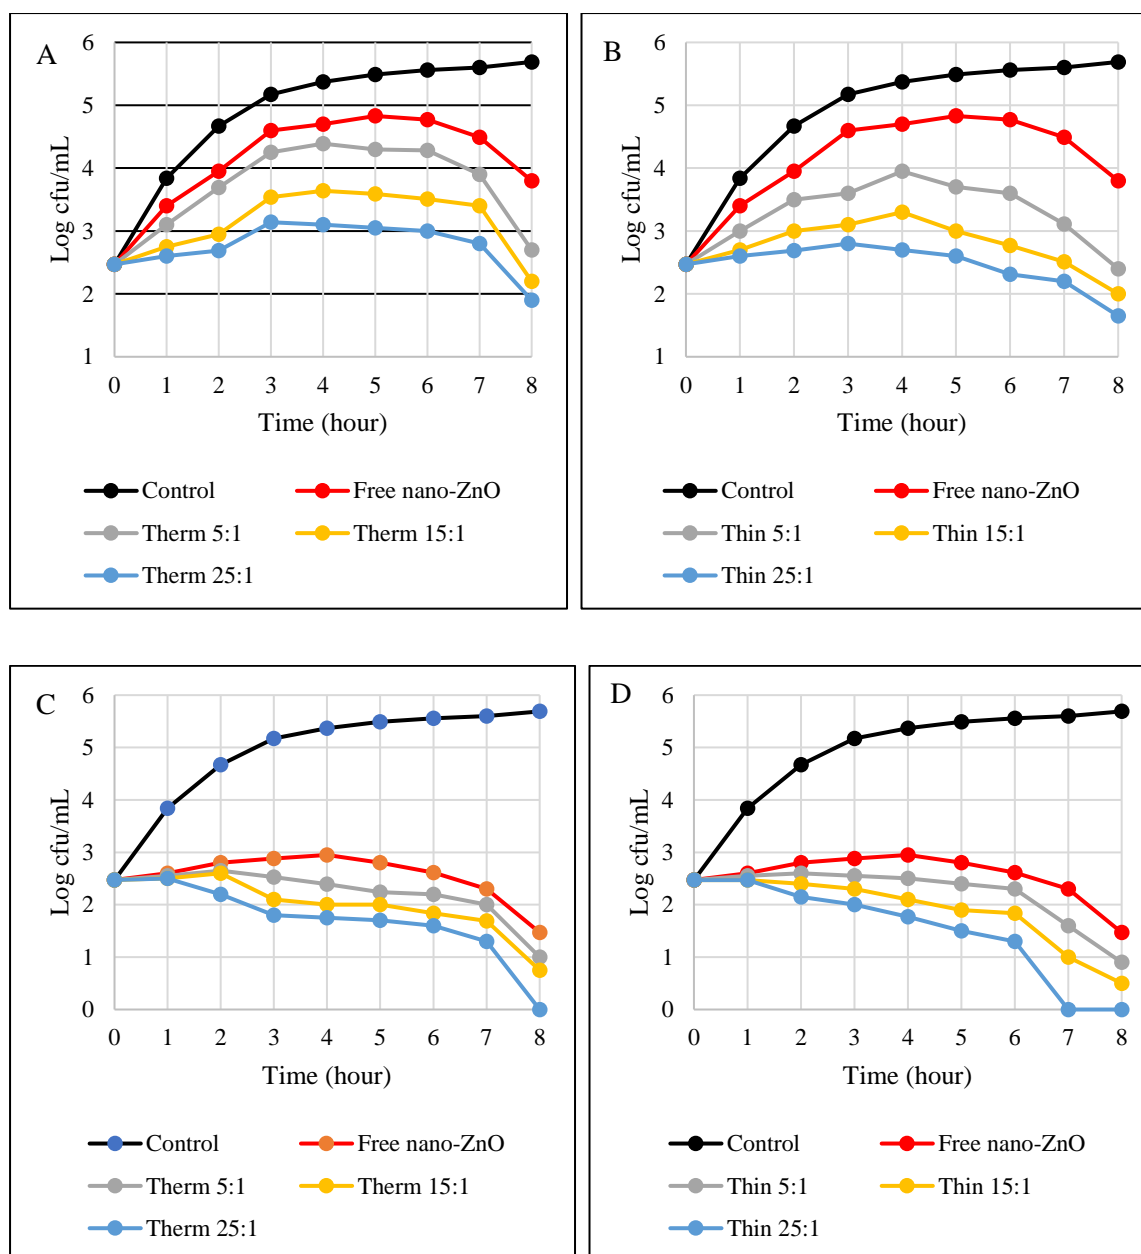 A
6
5
4
3
2
1
Log cfu/mL
0 1 2 3 4 5 6 7 8
Time (hour)
Control Free nano-ZnO
Therm 5:1 Therm 15:1
Therm 25:1
B
6
5
4
3
2
1
Log cfu/mL
0 1 2 3 4 5 6 7 8
Time (hour)
Control Free nano-ZnO
Thin 5:1 Thin 15:1
Thin 25:1
C
6
5
4
3
2
1
0
Log cfu/mL
0 1 2 3 4 5 6 7 8
Time (hour)
Control Free nano-ZnO
Therm 5:1 Therm 15:1
Therm 25:1
D
6
5
4
3
2
1
0
Log cfu/mL
0 1 2 3 4 5 6 7 8
Time (hour)
Control Free nano-ZnO
Thin 5:1 Thin 15:1
Thin 25:1